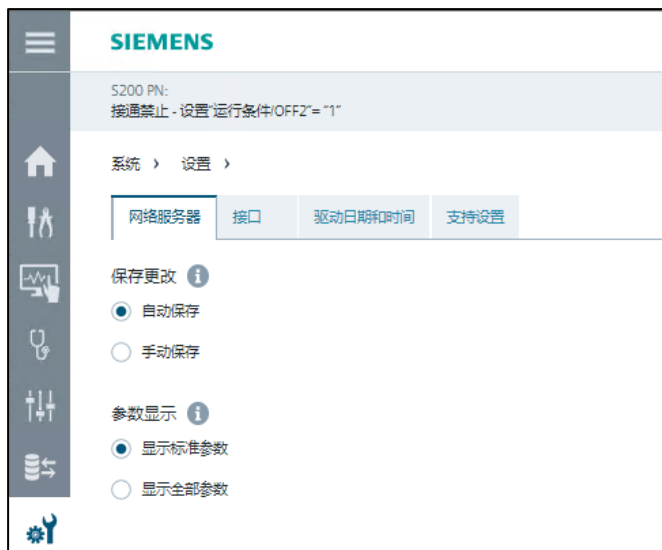 SIEMENS
S200 PN:
接通禁止 - 设置"运行条件/OFF2"= "1"
系统 › 设置 ›
网络服务器 接口 驱动日期和时间 支持设置
保存更改
自动保存
手动保存
参数显示
显示标准参数
显示全部参数